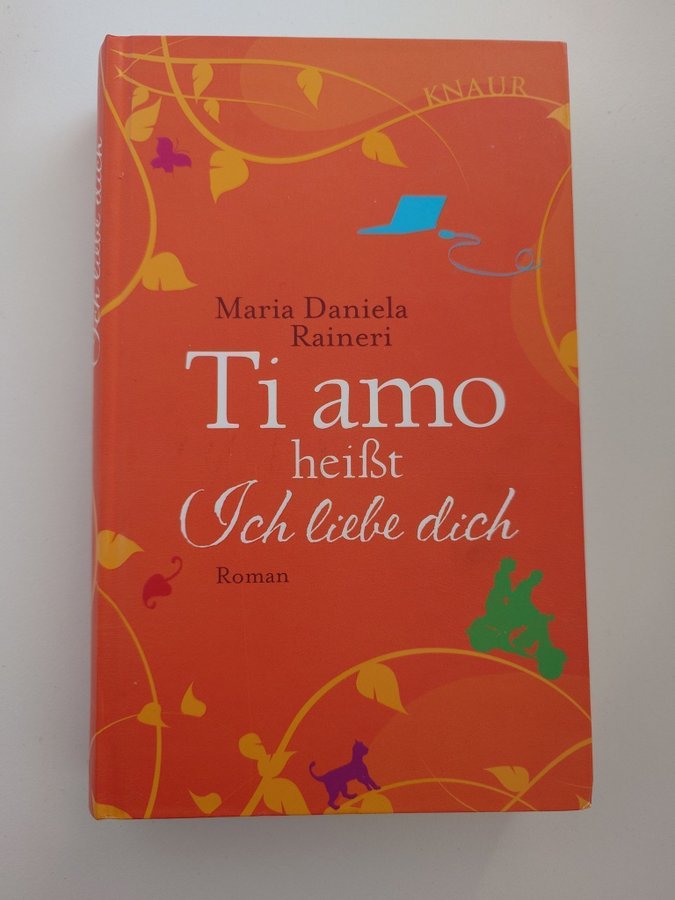 KNAUR
Maria Daniela
Raineri
Ti amo
heißt
Ich liebe dich
Roman
Ich liebe dich